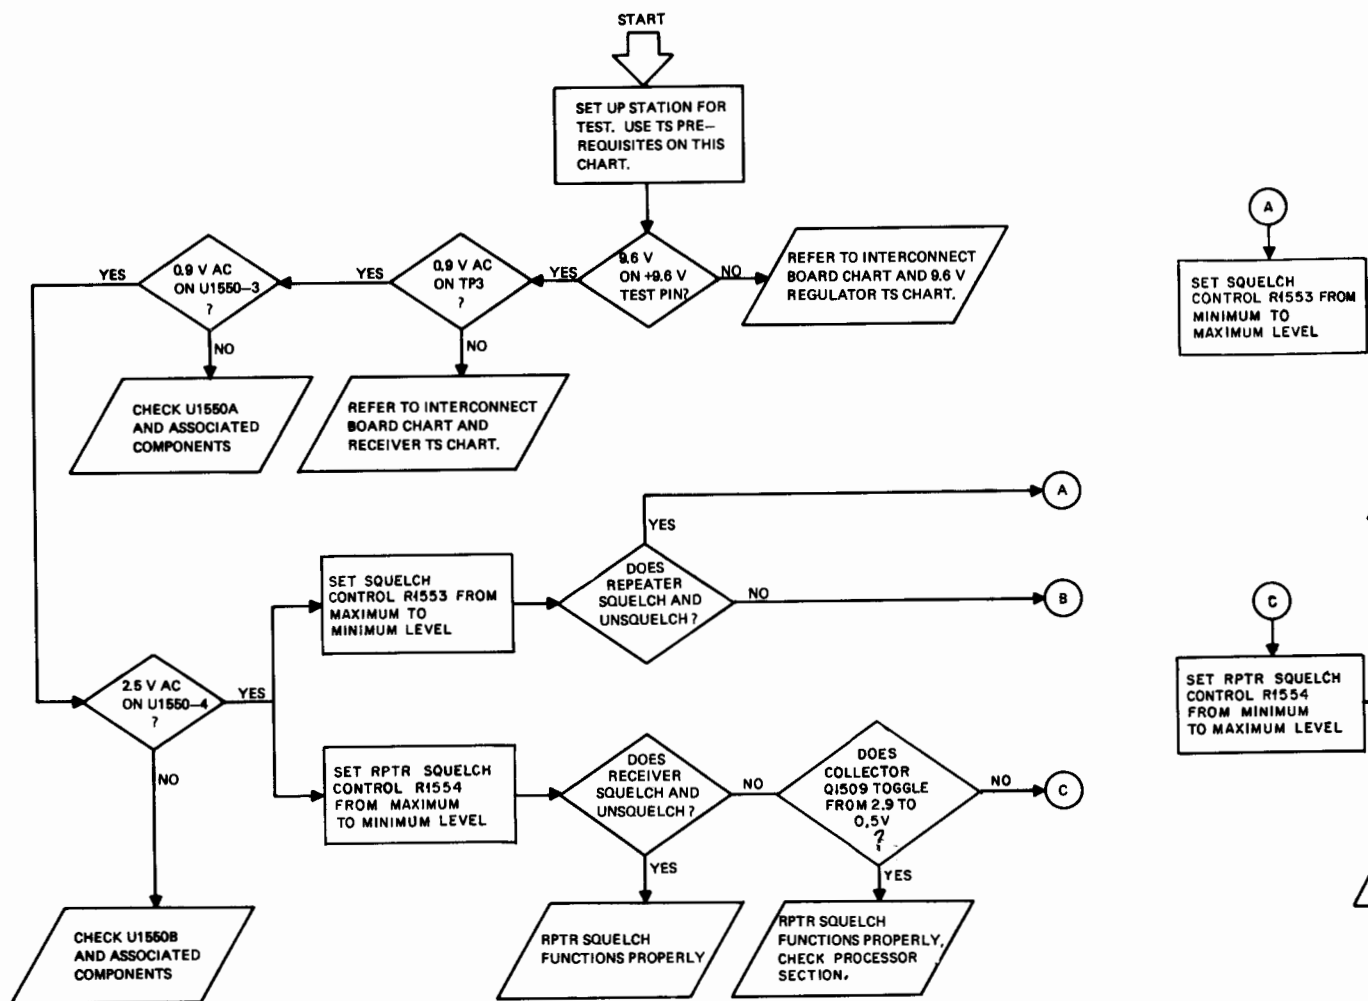 START
SET UP STATION FOR
TEST. USE TS PRE–
REQUISITES ON THIS
CHART.
9.6 V
ON +9.6 V
TEST PIN?
NO
REFER TO INTERCONNECT
BOARD CHART AND 9.6 V
REGULATOR TS CHART.
YES
0.9 V AC
ON TP3
?
NO
REFER TO INTERCONNECT
BOARD CHART AND
RECEIVER TS CHART.
YES
0.9 V AC
ON U1550–3
?
NO
CHECK U1550A
AND ASSOCIATED
COMPONENTS
YES
2.5 V AC
ON U1550–4
?
NO
CHECK U1550B
AND ASSOCIATED
COMPONENTS
YES
SET SQUELCH
CONTROL R1553 FROM
MAXIMUM TO
MINIMUM LEVEL
DOES
REPEATER
SQUELCH AND
UNSQUELCH?
YES
A
NO
B
SET RPTR SQUELCH
CONTROL R1554
FROM MAXIMUM
TO MINIMUM LEVEL
DOES
RECEIVER
SQUELCH AND
UNSQUELCH?
YES
RPTR SQUELCH
FUNCTIONS PROPERLY
NO
DOES
COLLECTOR
Q1509 TOGGLE
FROM 2.9 TO
0.5V
?
YES
RPTR SQUELCH
FUNCTIONS PROPERLY,
CHECK PROCESSOR
SECTION.
NO
C
A
SET SQUELCH
CONTROL R1553 FROM
MINIMUM TO
MAXIMUM LEVEL
C
SET RPTR SQUELCH
CONTROL R1554
FROM MINIMUM
TO MAXIMUM LEVEL